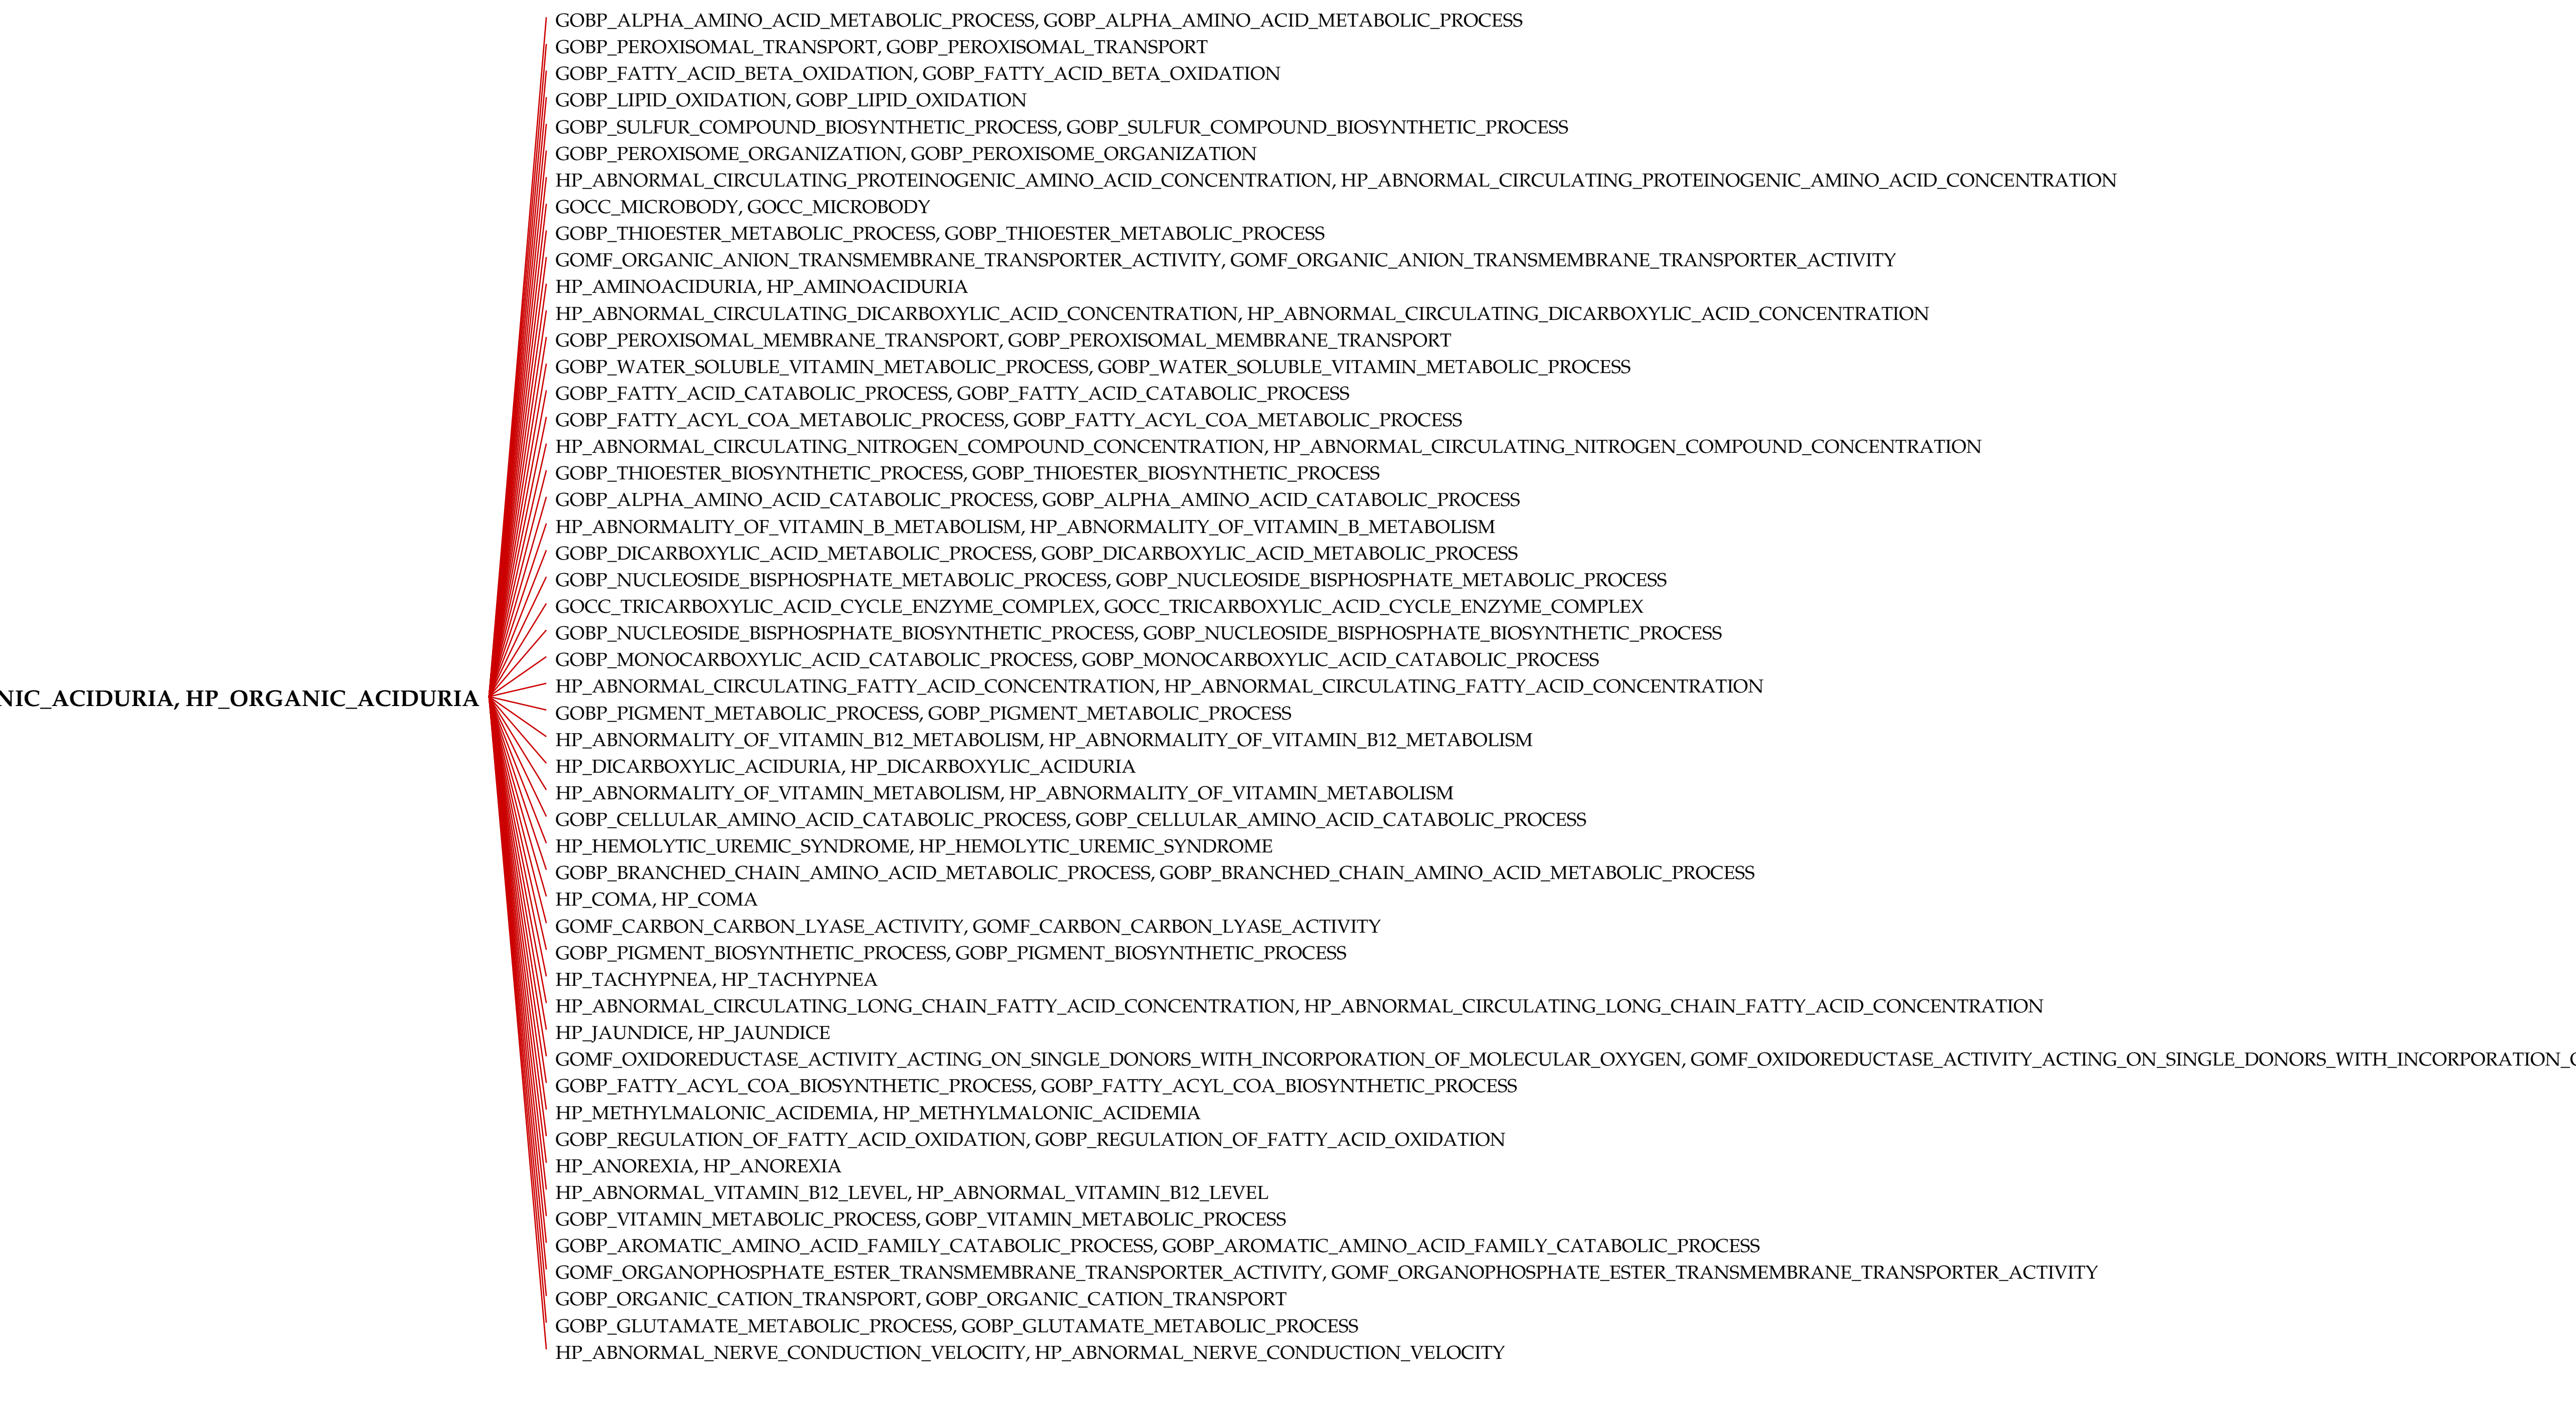 GOBP_ALPHA_AMINO_ACID_METABOLIC_PROCESS, GOBP_ALPHA_AMINO_ACID_METABOLIC_PROCESS
GOBP_PEROXISOMAL_TRANSPORT, GOBP_PEROXISOMAL_TRANSPORT
GOBP_FATTY_ACID_BETA_OXIDATION, GOBP_FATTY_ACID_BETA_OXIDATION
GOBP_LIPID_OXIDATION, GOBP_LIPID_OXIDATION
GOBP_SULFUR_COMPOUND_BIOSYNTHETIC_PROCESS, GOBP_SULFUR_COMPOUND_BIOSYNTHETIC_PROCESS
GOBP_PEROXISOME_ORGANIZATION, GOBP_PEROXISOME_ORGANIZATION
HP_ABNORMAL_CIRCULATING_PROTEINOGENIC_AMINO_ACID_CONCENTRATION, HP_ABNORMAL_CIRCULATING_PROTEINOGENIC_AMINO_ACID_CONCENTRATION
GOCC_MICROBODY, GOCC_MICROBODY
GOBP_THIOESTER_METABOLIC_PROCESS, GOBP_THIOESTER_METABOLIC_PROCESS
GOMF_ORGANIC_ANION_TRANSMEMBRANE_TRANSPORTER_ACTIVITY, GOMF_ORGANIC_ANION_TRANSMEMBRANE_TRANSPORTER_ACTIVITY
HP_AMINOACIDURIA, HP_AMINOACIDURIA
HP_ABNORMAL_CIRCULATING_DICARBOXYLIC_ACID_CONCENTRATION, HP_ABNORMAL_CIRCULATING_DICARBOXYLIC_ACID_CONCENTRATION
GOBP_PEROXISOMAL_MEMBRANE_TRANSPORT, GOBP_PEROXISOMAL_MEMBRANE_TRANSPORT
GOBP_WATER_SOLUBLE_VITAMIN_METABOLIC_PROCESS, GOBP_WATER_SOLUBLE_VITAMIN_METABOLIC_PROCESS
GOBP_FATTY_ACID_CATABOLIC_PROCESS, GOBP_FATTY_ACID_CATABOLIC_PROCESS
GOBP_FATTY_ACYL_COA_METABOLIC_PROCESS, GOBP_FATTY_ACYL_COA_METABOLIC_PROCESS
HP_ABNORMAL_CIRCULATING_NITROGEN_COMPOUND_CONCENTRATION, HP_ABNORMAL_CIRCULATING_NITROGEN_COMPOUND_CONCENTRATION
GOBP_THIOESTER_BIOSYNTHETIC_PROCESS, GOBP_THIOESTER_BIOSYNTHETIC_PROCESS
GOBP_ALPHA_AMINO_ACID_CATABOLIC_PROCESS, GOBP_ALPHA_AMINO_ACID_CATABOLIC_PROCESS
HP_ABNORMALITY_OF_VITAMIN_B_METABOLISM, HP_ABNORMALITY_OF_VITAMIN_B_METABOLISM
GOBP_DICARBOXYLIC_ACID_METABOLIC_PROCESS, GOBP_DICARBOXYLIC_ACID_METABOLIC_PROCESS
GOBP_NUCLEOSIDE_BISPHOSPHATE_METABOLIC_PROCESS, GOBP_NUCLEOSIDE_BISPHOSPHATE_METABOLIC_PROCESS
GOCC_TRICARBOXYLIC_ACID_CYCLE_ENZYME_COMPLEX, GOCC_TRICARBOXYLIC_ACID_CYCLE_ENZYME_COMPLEX
GOBP_NUCLEOSIDE_BISPHOSPHATE_BIOSYNTHETIC_PROCESS, GOBP_NUCLEOSIDE_BISPHOSPHATE_BIOSYNTHETIC_PROCESS
GOBP_MONOCARBOXYLIC_ACID_CATABOLIC_PROCESS, GOBP_MONOCARBOXYLIC_ACID_CATABOLIC_PROCESS
HP_ABNORMAL_CIRCULATING_FATTY_ACID_CONCENTRATION, HP_ABNORMAL_CIRCULATING_FATTY_ACID_CONCENTRATION
NIC_ACIDURIA, HP_ORGANIC_ACIDURIA
GOBP_PIGMENT_METABOLIC_PROCESS, GOBP_PIGMENT_METABOLIC_PROCESS
HP_ABNORMALITY_OF_VITAMIN_B12_METABOLISM, HP_ABNORMALITY_OF_VITAMIN_B12_METABOLISM
HP_DICARBOXYLIC_ACIDURIA, HP_DICARBOXYLIC_ACIDURIA
HP_ABNORMALITY_OF_VITAMIN_METABOLISM, HP_ABNORMALITY_OF_VITAMIN_METABOLISM
GOBP_CELLULAR_AMINO_ACID_CATABOLIC_PROCESS, GOBP_CELLULAR_AMINO_ACID_CATABOLIC_PROCESS
HP_HEMOLYTIC_UREMIC_SYNDROME, HP_HEMOLYTIC_UREMIC_SYNDROME
GOBP_BRANCHED_CHAIN_AMINO_ACID_METABOLIC_PROCESS, GOBP_BRANCHED_CHAIN_AMINO_ACID_METABOLIC_PROCESS
HP_COMA, HP_COMA
GOMF_CARBON_CARBON_LYASE_ACTIVITY, GOMF_CARBON_CARBON_LYASE_ACTIVITY
GOBP_PIGMENT_BIOSYNTHETIC_PROCESS, GOBP_PIGMENT_BIOSYNTHETIC_PROCESS
HP_TACHYPNEA, HP_TACHYPNEA
HP_ABNORMAL_CIRCULATING_LONG_CHAIN_FATTY_ACID_CONCENTRATION, HP_ABNORMAL_CIRCULATING_LONG_CHAIN_FATTY_ACID_CONCENTRATION
HP_JAUNDICE, HP_JAUNDICE
GOMF_OXIDOREDUCTASE_ACTIVITY_ACTING_ON_SINGLE_DONORS_WITH_INCORPORATION_OF_MOLECULAR_OXYGEN, GOMF_OXIDOREDUCTASE_ACTIVITY_ACTING_ON_SINGLE_DONORS_WITH_INCORPORATION_
GOBP_FATTY_ACYL_COA_BIOSYNTHETIC_PROCESS, GOBP_FATTY_ACYL_COA_BIOSYNTHETIC_PROCESS
HP_METHYLMALONIC_ACIDEMIA, HP_METHYLMALONIC_ACIDEMIA
GOBP_REGULATION_OF_FATTY_ACID_OXIDATION, GOBP_REGULATION_OF_FATTY_ACID_OXIDATION
HP_ANOREXIA, HP_ANOREXIA
HP_ABNORMAL_VITAMIN_B12_LEVEL, HP_ABNORMAL_VITAMIN_B12_LEVEL
GOBP_VITAMIN_METABOLIC_PROCESS, GOBP_VITAMIN_METABOLIC_PROCESS
GOBP_AROMATIC_AMINO_ACID_FAMILY_CATABOLIC_PROCESS, GOBP_AROMATIC_AMINO_ACID_FAMILY_CATABOLIC_PROCESS
GOMF_ORGANOPHOSPHATE_ESTER_TRANSMEMBRANE_TRANSPORTER_ACTIVITY, GOMF_ORGANOPHOSPHATE_ESTER_TRANSMEMBRANE_TRANSPORTER_ACTIVITY
GOBP_ORGANIC_CATION_TRANSPORT, GOBP_ORGANIC_CATION_TRANSPORT
GOBP_GLUTAMATE_METABOLIC_PROCESS, GOBP_GLUTAMATE_METABOLIC_PROCESS
HP_ABNORMAL_NERVE_CONDUCTION_VELOCITY, HP_ABNORMAL_NERVE_CONDUCTION_VELOCITY